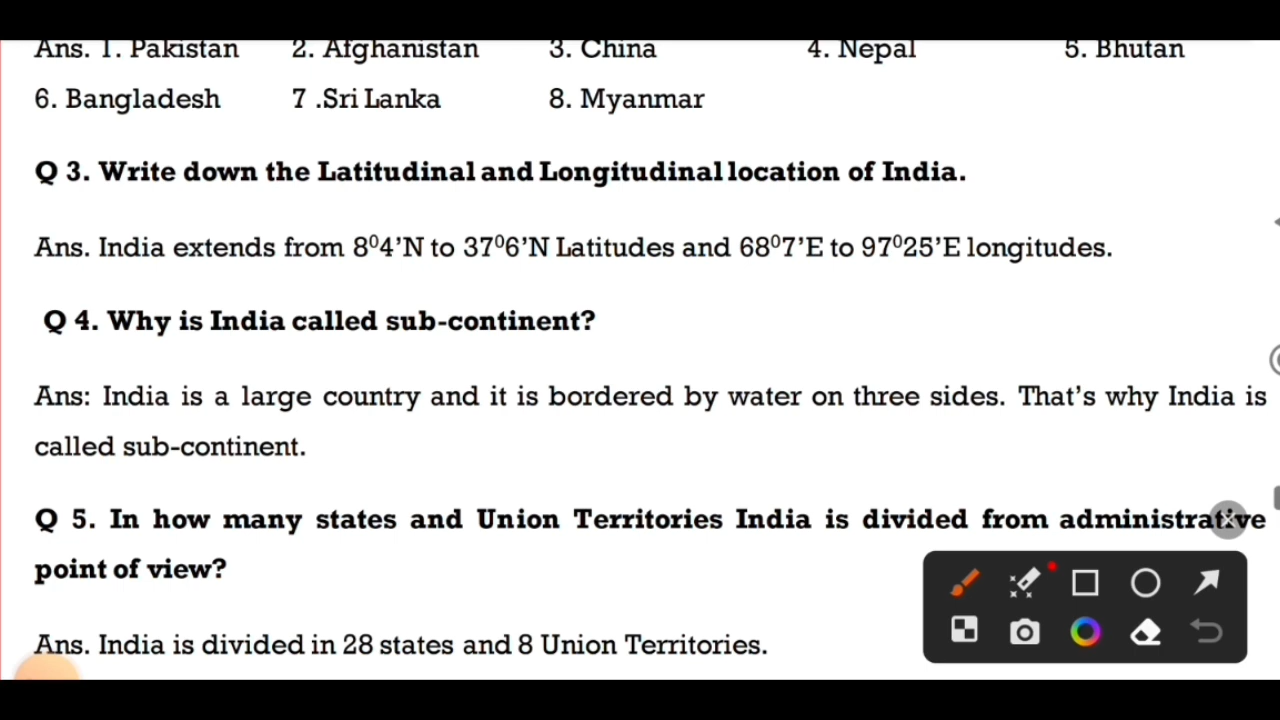 Ans. 1. Pakistan 2. Afghanistan 3. China 4. Nepal 5. Bhutan
6. Bangladesh 7 .Sri Lanka 8. Myanmar
Q 3. Write down the Latitudinal and Longitudinal location of India.
Ans. India extends from 8⁰4’N to 37⁰6’N Latitudes and 68⁰7’E to 97⁰25’E longitudes.
Q 4. Why is India called sub-continent?
Ans: India is a large country and it is bordered by water on three sides. That’s why India is
called sub-continent.
Q 5. In how many states and Union Territories India is divided from administrative
point of view?
Ans. India is divided in 28 states and 8 Union Territories.